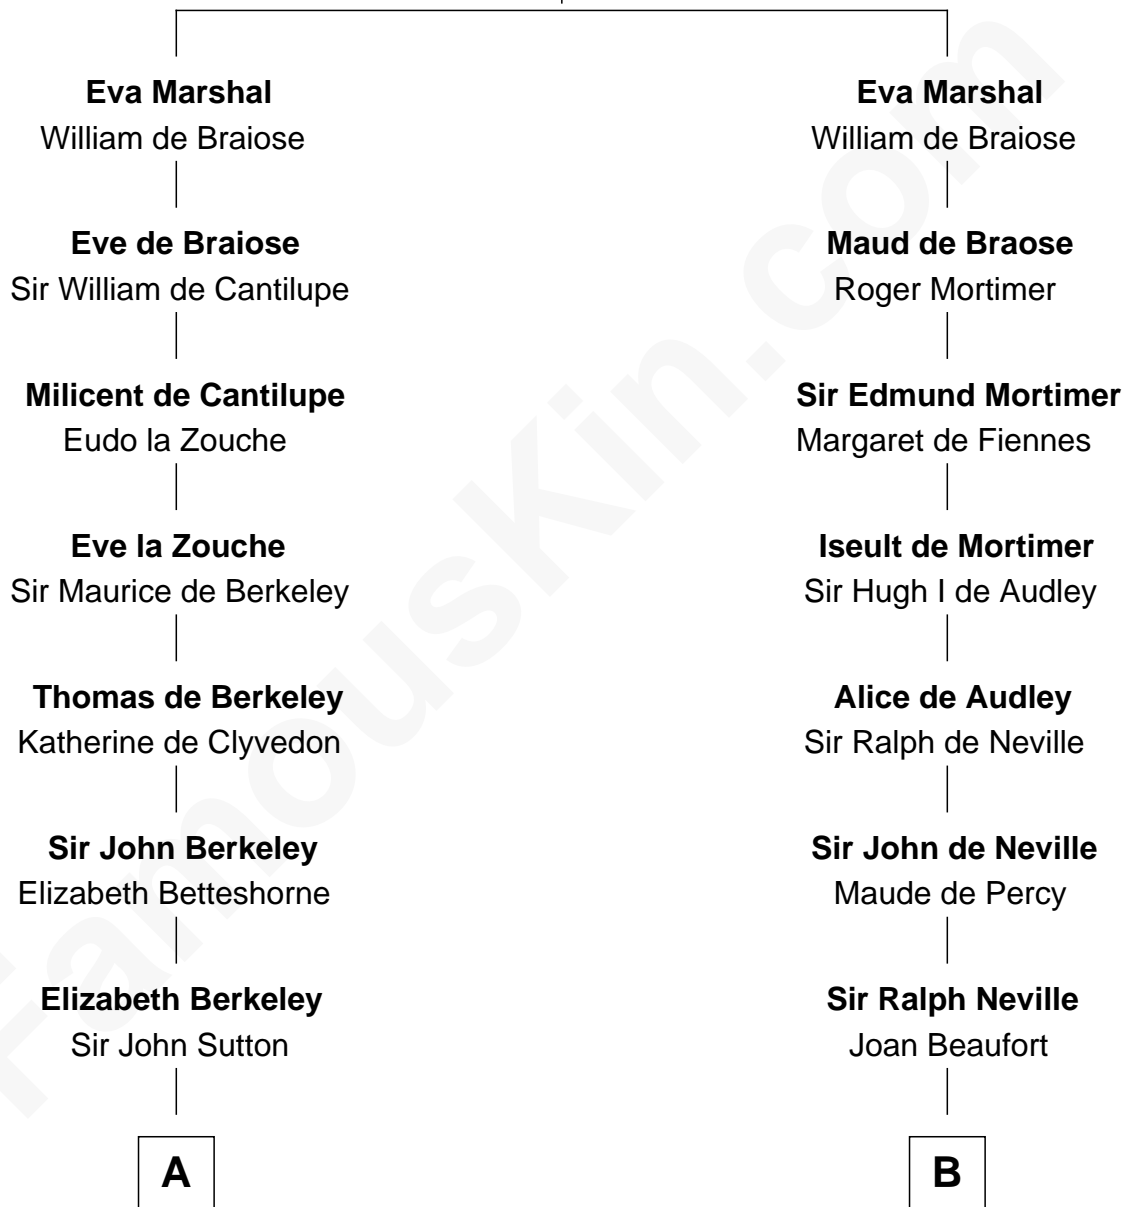 Eva Marshal
William de Braiose
Eve de Braiose
Sir William de Cantilupe
Milicent de Cantilupe
Eudo la Zouche
Eve la Zouche
Sir Maurice de Berkeley
Thomas de Berkeley
Katherine de Clyvedon
Sir John Berkeley
Elizabeth Betteshorne
Elizabeth Berkeley
Sir John Sutton
A
Eva Marshal
William de Braiose
Maud de Braose
Roger Mortimer
Sir Edmund Mortimer
Margaret de Fiennes
Iseult de Mortimer
Sir Hugh I de Audley
Alice de Audley
Sir Ralph de Neville
Sir John de Neville
Maude de Percy
Sir Ralph Neville
Joan Beaufort
B
FamousKin.com